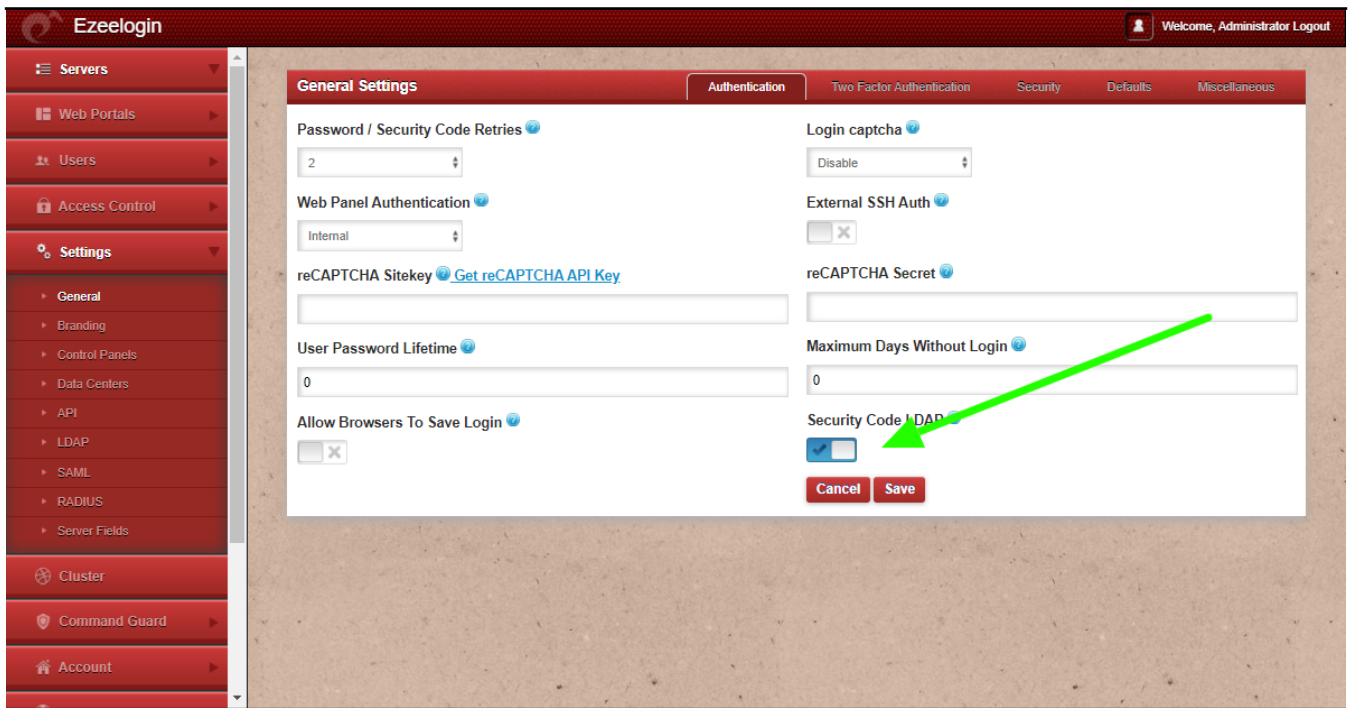 Ezeelogin
Welcome, Administrator Logout
Servers
Web Portals
Users
Access Control
Settings
General
Branding
Control Panels
Data Centers
API
LDAP
SAML
RADIUS
Server Fields
Cluster
Command Guard
Account
General Settings
Authentication
Two Factor Authentication
Security
Defaults
Miscellaneous
Password / Security Code Retries
2
Login captcha
Disable
Web Panel Authentication
Internal
External SSH Auth
reCAPTCHA Sitekey Get reCAPTCHA API Key
reCAPTCHA Secret
User Password Lifetime
0
Maximum Days Without Login
0
Allow Browsers To Save Login
Security Code LDAP
Cancel Save